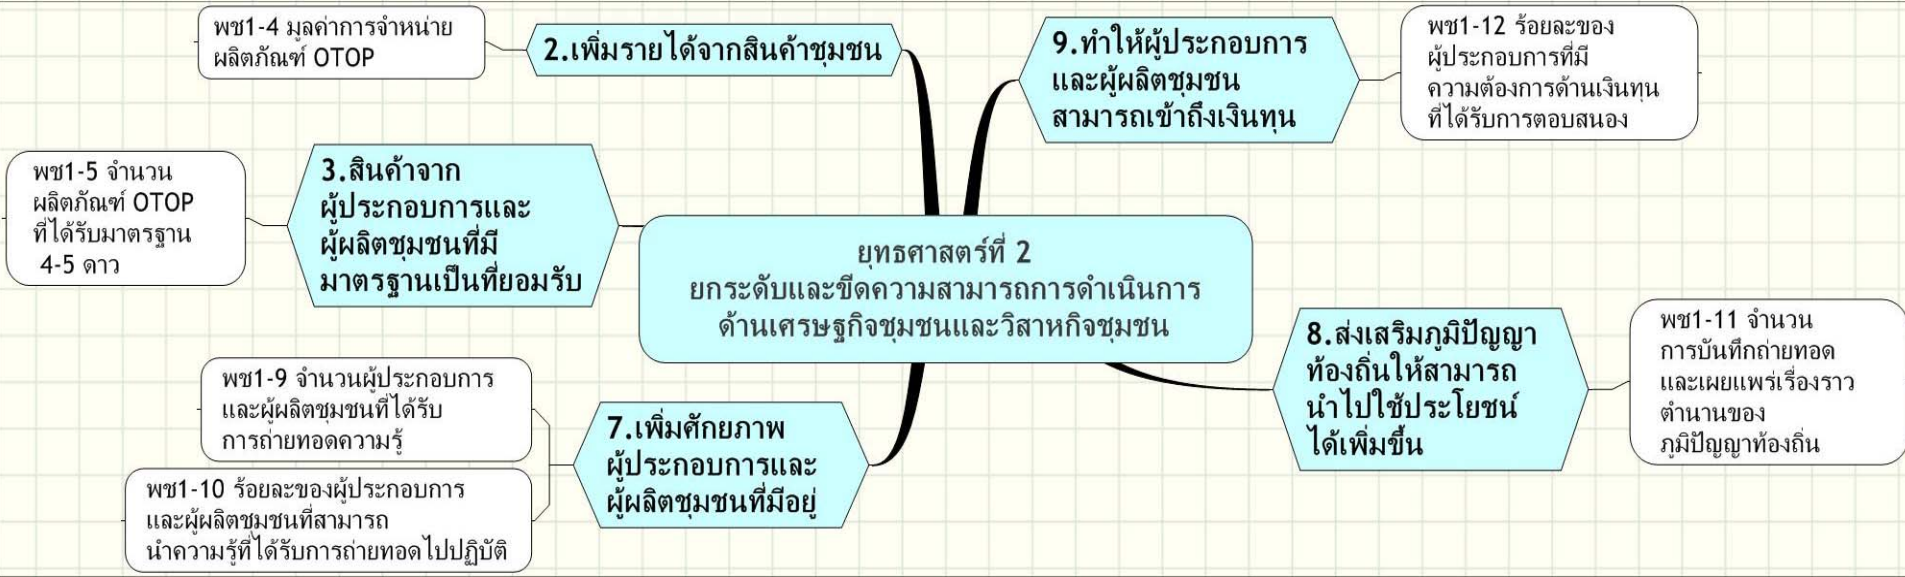 พช1-4 มูลค่าการจำหน่าย
ผลิตภัณฑ์ OTOP
2.เพิ่มรายได้จากสินค้าชุมชน
9.ทำให้ผู้ประกอบการ
และผู้ผลิตชุมชน
สามารถเข้าถึงเงินทุน
พช1-12 ร้อยละของ
ผู้ประกอบการที่มี
ความต้องการด้านเงินทุน
ที่ได้รับการตอบสนอง
พช1-5 จำนวน
ผลิตภัณฑ์ OTOP
ที่ได้รับมาตรฐาน
4-5 ดาว
3.สินค้าจาก
ผู้ประกอบการและ
ผู้ผลิตชุมชนที่มี
มาตรฐานเป็นที่ยอมรับ
ยุทธศาสตร์ที่ 2
ยกระดับและขีดความสามารถการดำเนินการ
ด้านเศรษฐกิจชุมชนและวิสาหกิจชุมชน
8.ส่งเสริมภูมิปัญญา
ท้องถิ่นให้สามารถ
นำไปใช้ประโยชน์
ได้เพิ่มขึ้น
พช1-11 จำนวน
การบันทึกถ่ายทอด
และเผยแพร่เรื่องราว
ตำนานของ
ภูมิปัญญาท้องถิ่น
พช1-9 จำนวนผู้ประกอบการ
และผู้ผลิตชุมชนที่ได้รับ
การถ่ายทอดความรู้
7.เพิ่มศักยภาพ
ผู้ประกอบการและ
ผู้ผลิตชุมชนที่มีอยู่
พช1-10 ร้อยละของผู้ประกอบการ
และผู้ผลิตชุมชนที่สามารถ
นำความรู้ที่ได้รับการถ่ายทอดไปปฏิบัติ